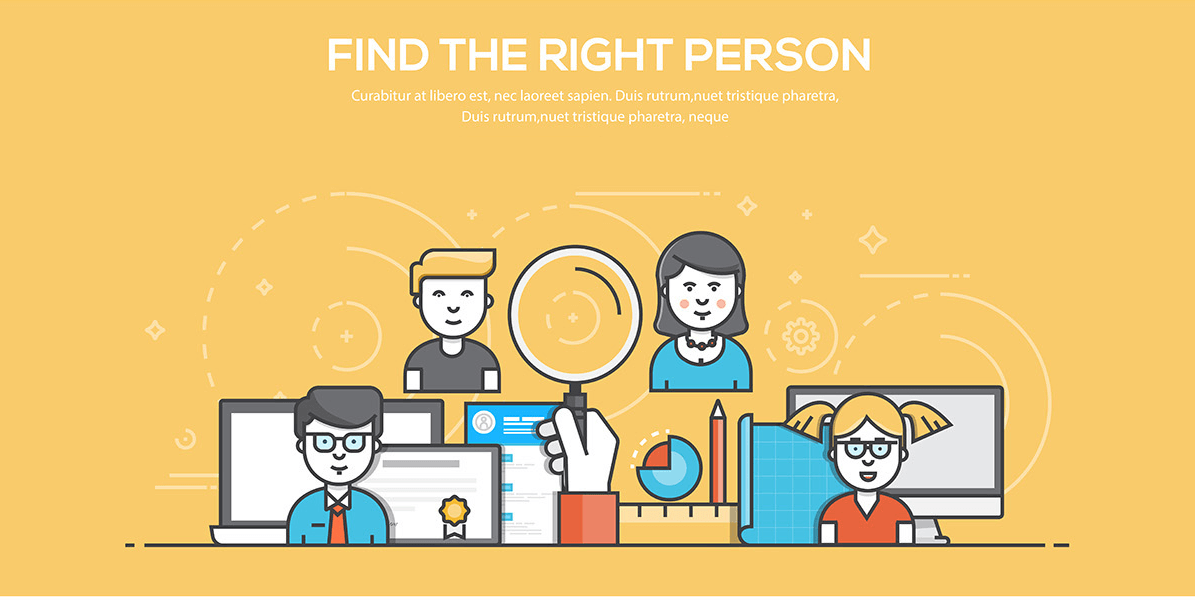 FIND THE RIGHT PERSON
Curabitur at libero est, nec laoreet sapien. Duis rutrum,nuet tristique pharetra,
Duis rutrum,nuet tristique pharetra, neque